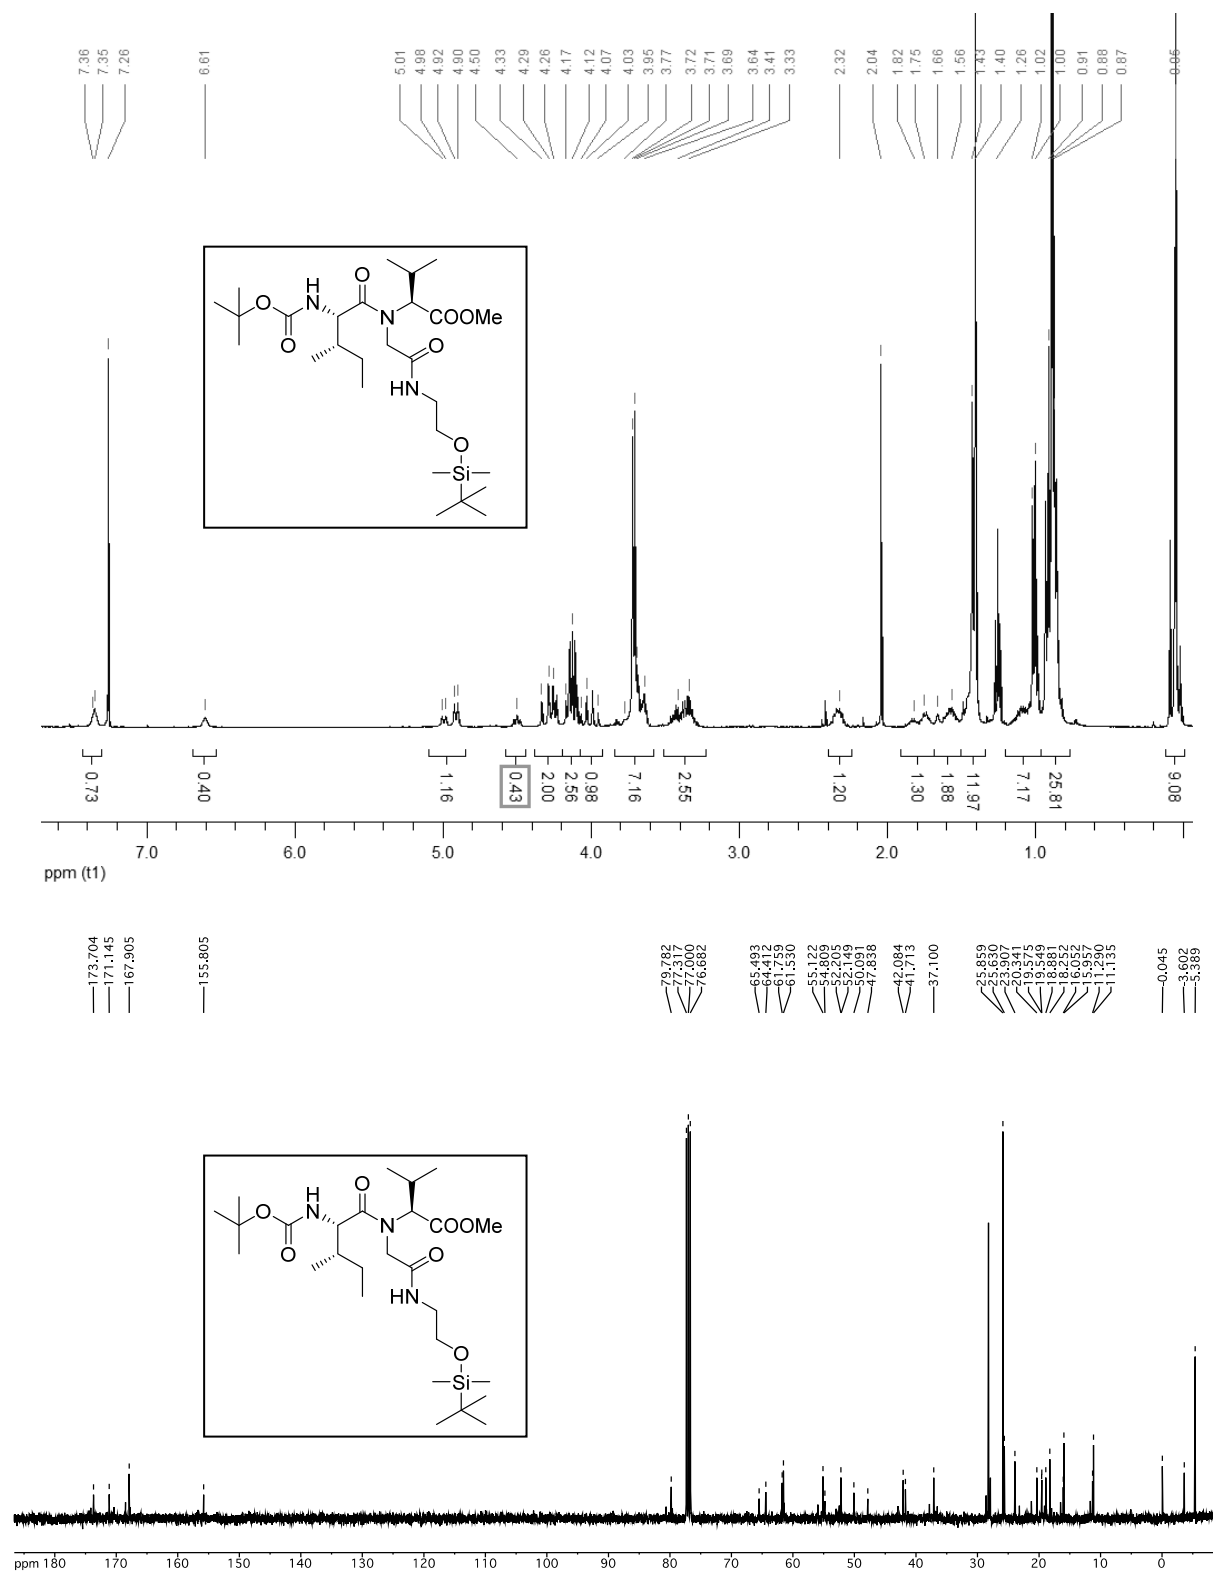 7.36 7.35 7.26 6.61 5.01 4.98 4.92 4.90 4.50 4.33 4.29 4.26 4.17 4.12 4.07 4.03 3.95 3.77 3.72 3.71 3.69 3.64 3.41 3.33 2.32 2.04 1.82 1.75 1.66 1.56 1.43 1.40 1.26 1.02 1.00 0.91 0.88 0.87 0.06
O
H
O
N
N
COOMe
O
O
HN
O
Si
0.73 0.40 1.16 0.43 2.00 2.56 0.98 7.16 2.55 1.20 1.30 1.88 11.97 7.17 25.81 9.08
7.0 6.0 5.0 4.0 3.0 2.0 1.0
ppm (t1)
173.704 171.145 167.905 155.805 79.782 77.317 77.000 76.682 65.493 64.412 61.759 61.530 55.122 54.809 52.205 52.149 50.091 47.838 42.084 41.713 37.100 25.859 25.630 23.907 20.341 19.575 19.549 18.881 18.252 16.052 15.957 11.290 11.135 -0.045 -3.602 -5.389
O
H
O
N
N
COOMe
O
O
HN
O
Si
ppm 180 170 160 150 140 130 120 110 100 90 80 70 60 50 40 30 20 10 0